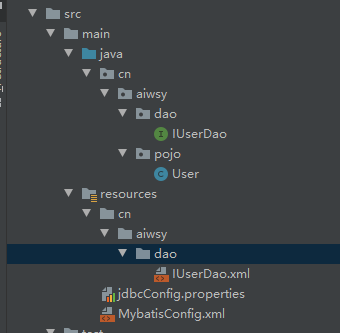 src
main
java
cn
aiwsy
dao
IUserDao
pojo
User
resources
cn
aiwsy
dao
IUserDao.xml
jdbcConfig.properties
MybatisConfig.xml